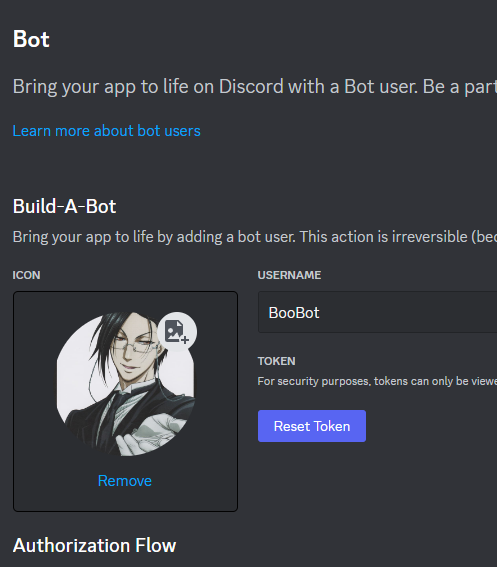 Bot
Bring your app to life on Discord with a Bot user. Be a part
Learn more about bot users
Build-A-Bot
Bring your app to life by adding a bot user. This action is irreversible (bec
ICON
USERNAME
BooBot
TOKEN
For security purposes, tokens can only be viewe
Reset Token
Remove
Authorization Flow